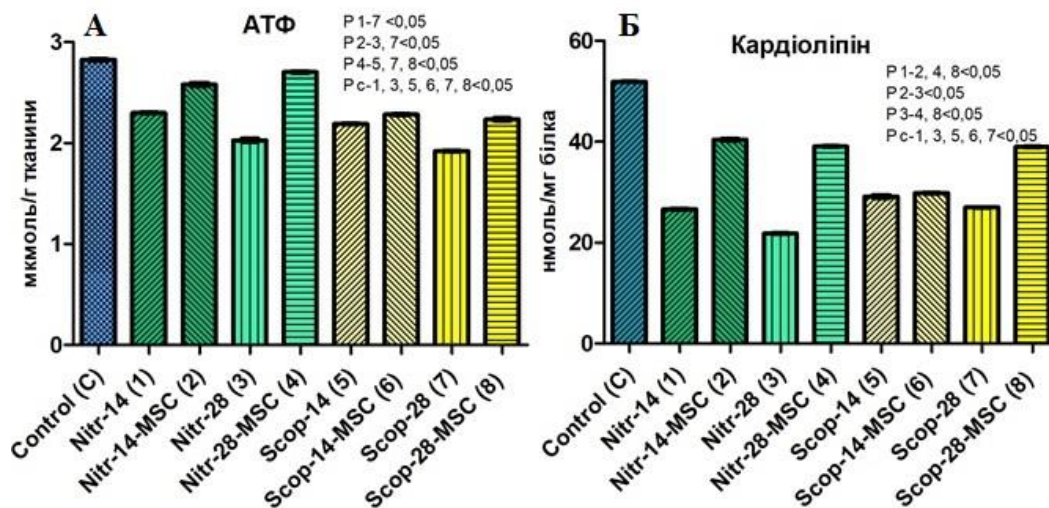 А
АТФ
P 1-7 <0,05
P 2-3, 7<0,05
P 4-5, 7, 8<0,05
P c-1, 3, 5, 6, 7, 8<0,05
мкмоль/г тканини
3
2
1
0
Control (C)
Nitr-14 (1)
Nitr-14-MSC (2)
Nitr-28 (3)
Nitr-28-MSC (4)
Scop-14 (5)
Scop-14-MSC (6)
Scop-28 (7)
Scop-28-MSC (8)
Б
Кардіоліпін
P 1-2, 4, 8<0,05
P 2-3<0,05
P 3-4, 8<0,05
P c-1, 3, 5, 6, 7<0,05
нмоль/мг білка
60
40
20
0
Control (C)
Nitr-14 (1)
Nitr-14-MSC (2)
Nitr-28 (3)
Nitr-28-MSC (4)
Scop-14 (5)
Scop-14-MSC (6)
Scop-28 (7)
Scop-28-MSC (8)